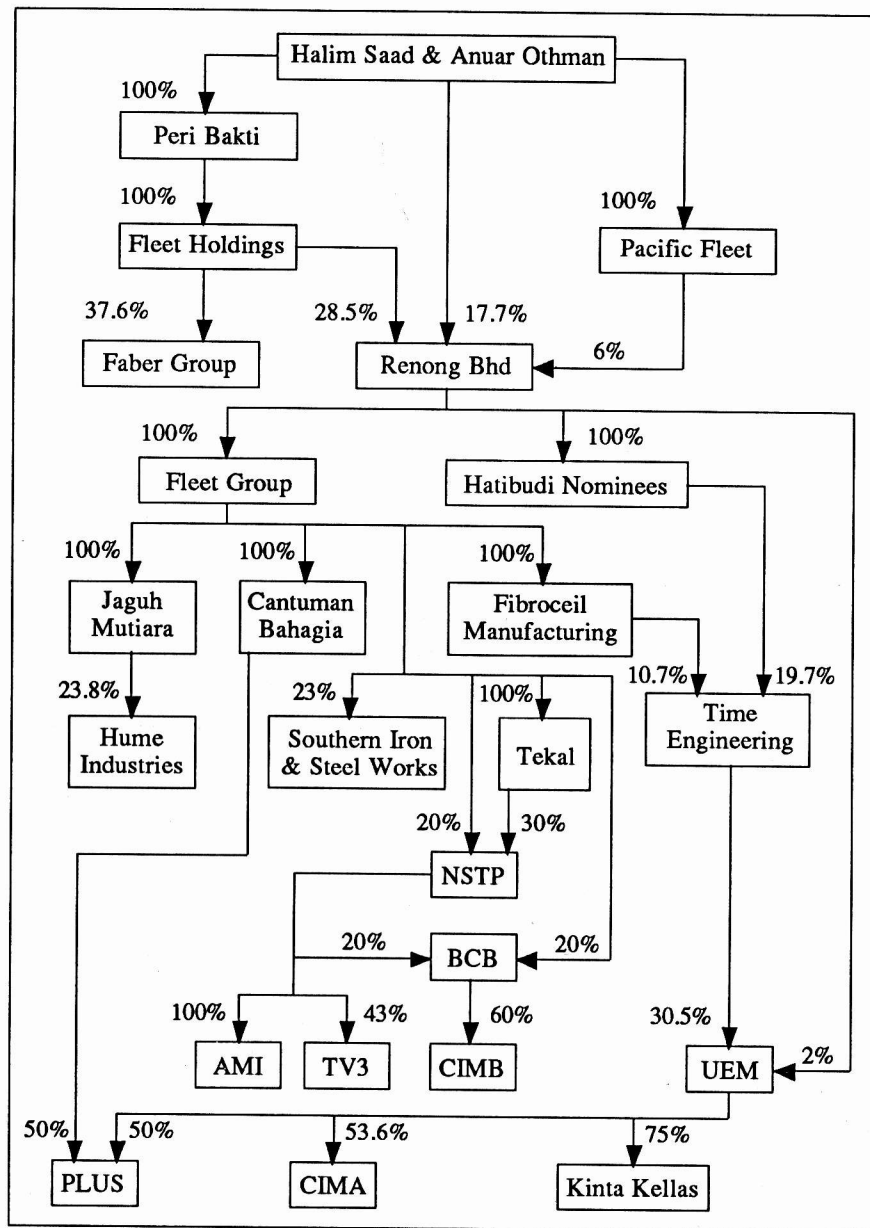 Halim Saad & Anuar Othman
100%
Peri Bakti
100%
100%
Fleet Holdings
Pacific Fleet
37.6%
28.5%
17.7%
Faber Group
Renong Bhd
6%
100%
100%
Fleet Group
Hatibudi Nominees
100%
100%
100%
Jaguh
Mutiara
Cantuman
Bahagia
Fibroceil
Manufacturing
23.8%
23%
100%
10.7%
19.7%
Hume
Industries
Southern Iron
& Steel Works
Tekal
Time
Engineering
20%
30%
NSTP
20%
BCB
20%
100%
43%
60%
30.5%
AMI
TV3
CIMB
UEM
2%
50%
50%
53.6%
75%
PLUS
CIMA
Kinta Kellas